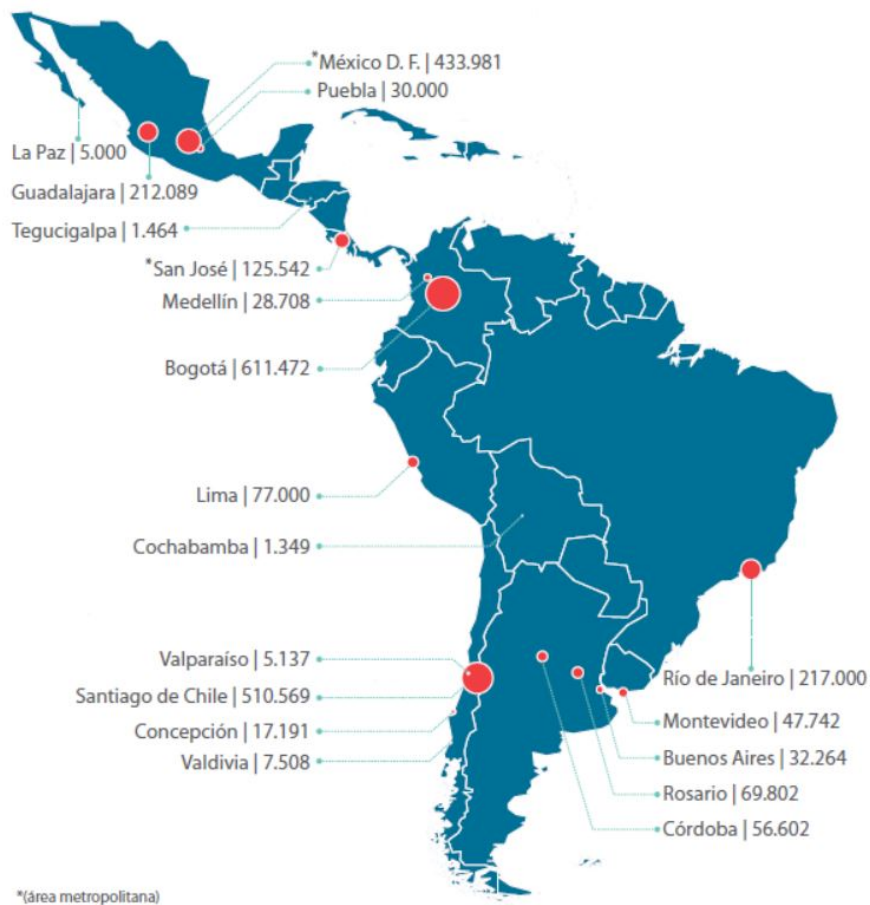 *México D. F. | 433.981
Puebla | 30.000
La Paz | 5.000
Guadalajara | 212.089
Tegucigalpa | 1.464
*San José | 125.542
Medellín | 28.708
Bogotá | 611.472
Lima | 77.000
Cochabamba | 1.349
Valparaíso | 5.137
Santiago de Chile | 510.569
Concepción | 17.191
Valdivia | 7.508
Río de Janeiro | 217.000
Montevideo | 47.742
Buenos Aires | 32.264
Rosario | 69.802
Córdoba | 56.602
*(área metropolitana)